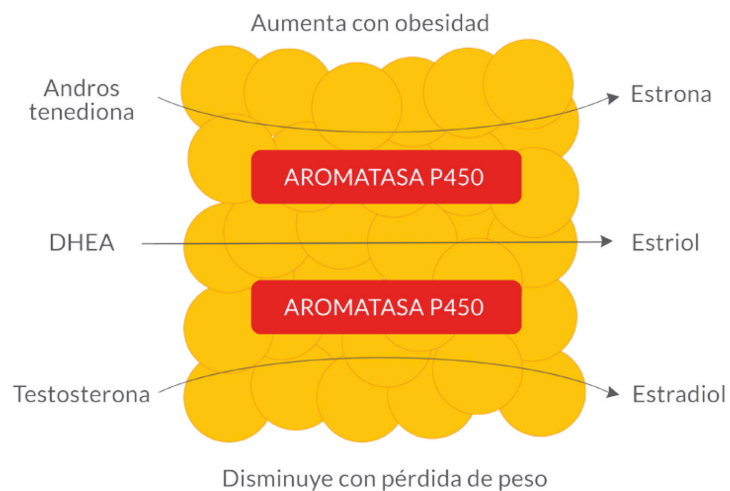 Aumenta con obesidad
Andros
tenediona
Estrona
AROMATASA P450
DHEA
Estriol
AROMATASA P450
Testosterona
Estradiol
Disminuye con pérdida de peso